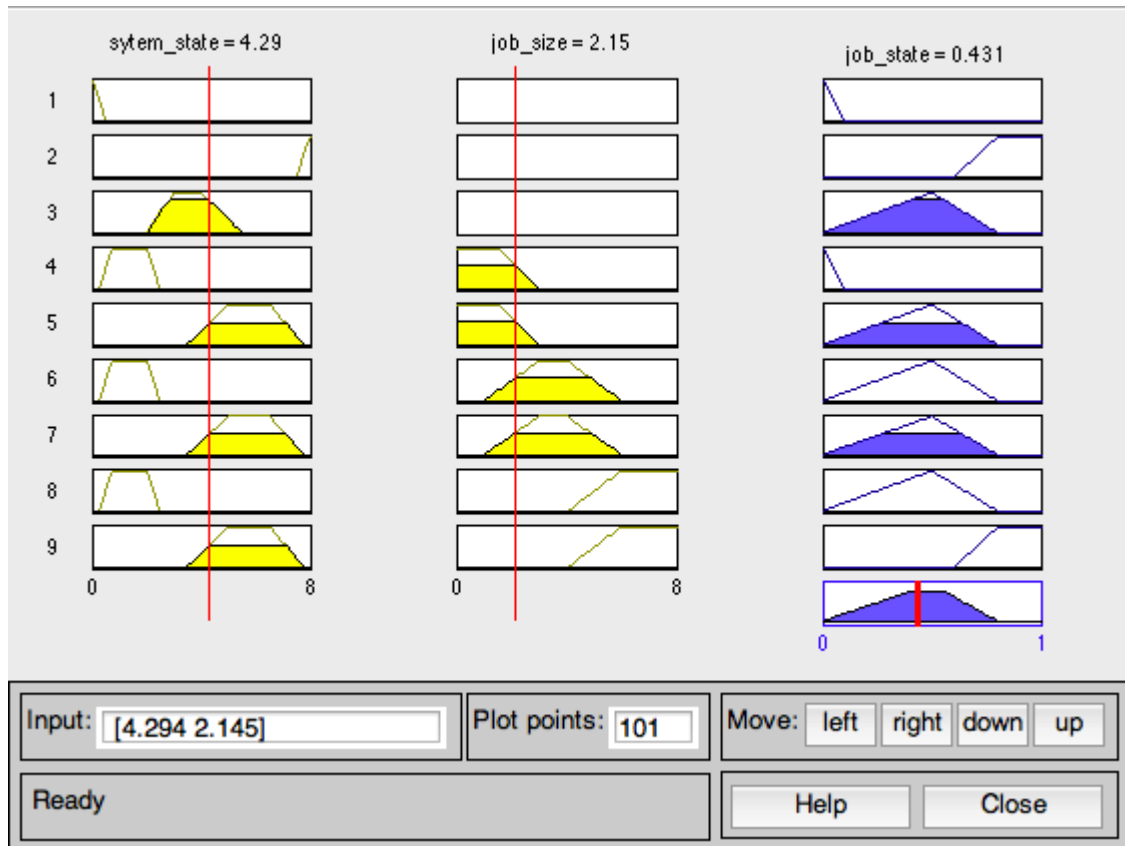 sytem_state = 4.29
job_size = 2.15
job_state = 0.431
1
2
3
4
5
6
7
8
9
0 8
0 8
0 1
Input: [4.294 2.145]
Plot points: 101
Move: left right down up
Ready
Help Close